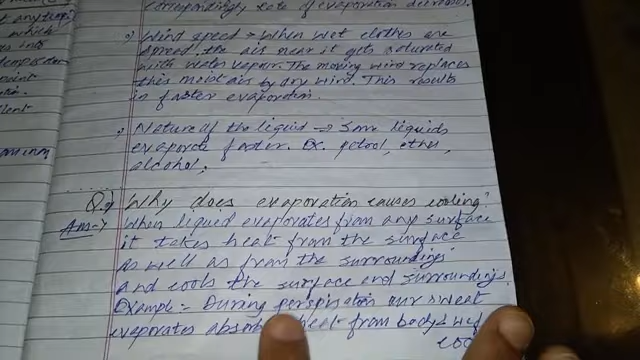 correspondingly rate of evaporation decreases.
Wind speed → When wet clothes are
spread, the air near it gets saturated
with water vapour. The moving wind replaces
this moist air by dry wind. This results
in faster evaporation.
Nature of the liquid → Some liquids
evaporate faster. Ex. petrol, ether,
alcohol.
Q. Why does evaporation causes cooling?
Ans → When liquid evaporates from any surface
it takes heat from the surface
as well as from the surroundings
and cools the surface and surroundings.
Example:- During perspiration our sweat
evaporates heat from body &
which
into
point